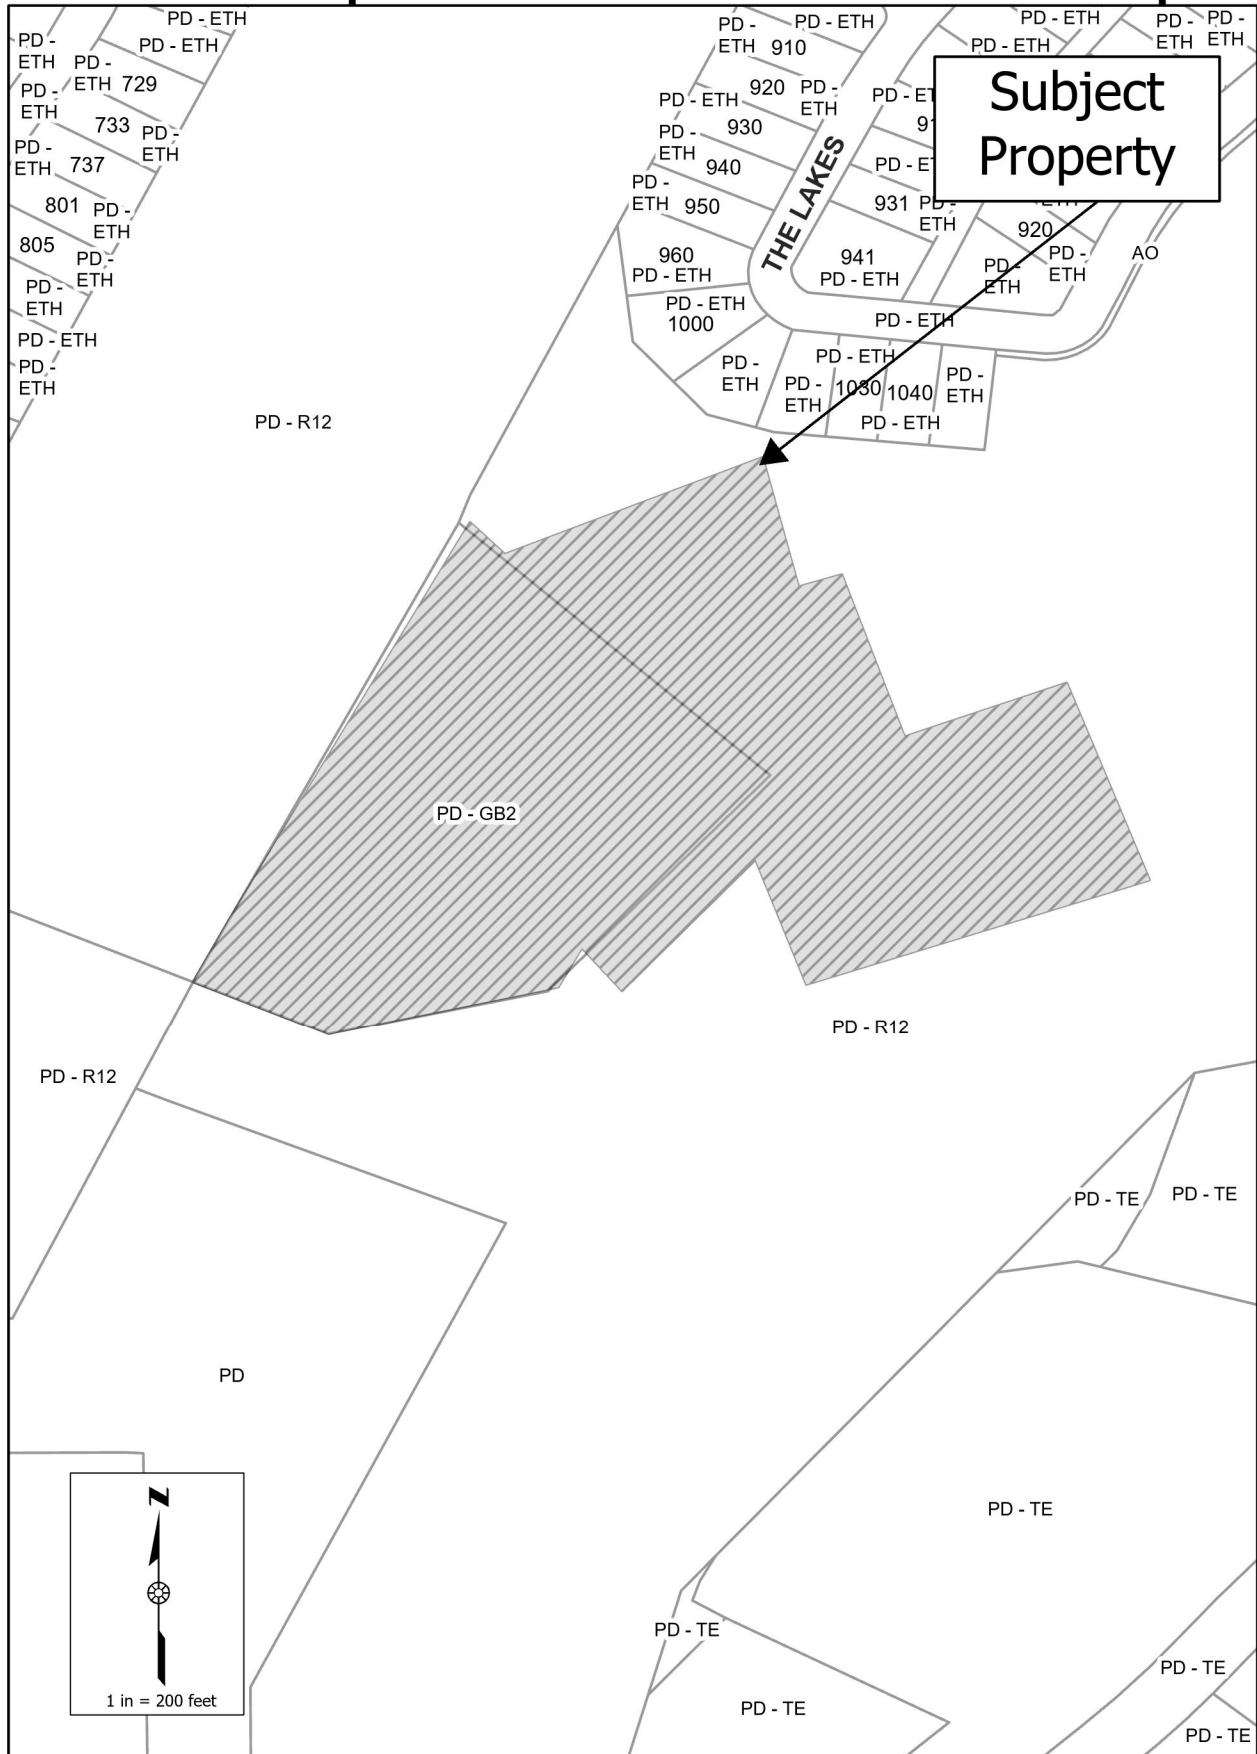 PD - ETH
PD - ETH
PD -
ETH
PD -
ETH
729
PD -
ETH
733
PD -
ETH
PD -
ETH
737
801
PD -
ETH
805
PD -
ETH
PD -
ETH
PD - ETH
PD -
ETH
PD -
ETH
PD - ETH
910
PD - ETH
PD -
ETH
PD -
ETH
PD - ETH
920
PD -
ETH
PD - ETH
930
PD -
ETH
940
PD -
ETH
950
960
PD - ETH
PD - ETH
1000
THE LAKES
931
PD -
ETH
941
PD - ETH
920
PD -
ETH
PD -
ETH
AO
PD - ETH
PD -
ETH
PD - ETH
PD -
ETH
1030
1040
PD -
ETH
PD - ETH
Subject
Property
PD - R12
PD - GB2
PD - R12
PD - R12
PD - TE
PD - TE
PD
PD - TE
PD - TE
PD - TE
PD - TE
PD - TE
N
1 in = 200 feet